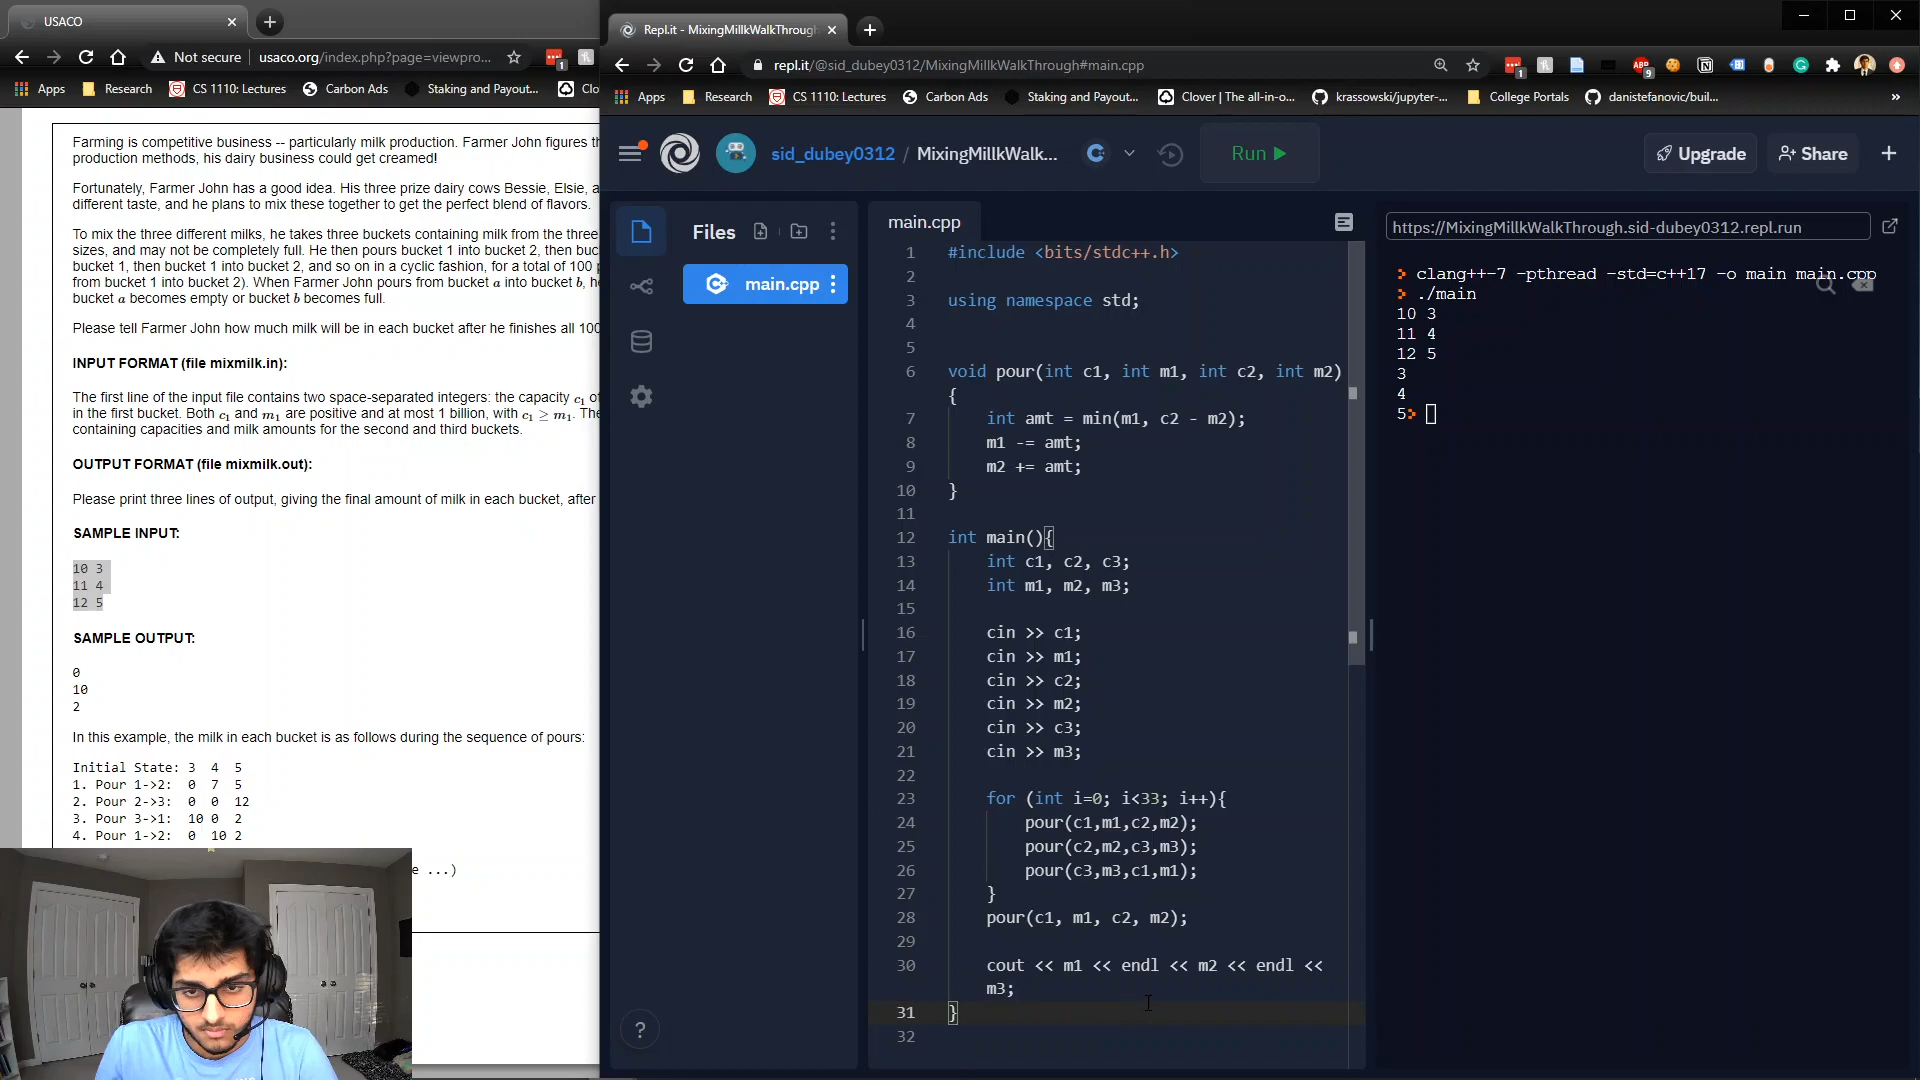 USACO
Not secure
usaco.org/index.php?page=viewpro...
Apps
Research
CS 1110: Lectures
Carbon Ads
Staking and Payout...
Clo
Farming is competitive business -- particularly milk production. Farmer John figures th
production methods, his dairy business could get creamed!
Fortunately, Farmer John has a good idea. His three prize dairy cows Bessie, Elsie, a
different taste, and he plans to mix these together to get the perfect blend of flavors.
To mix the three different milks, he takes three buckets containing milk from the three
sizes, and may not be completely full. He then pours bucket 1 into bucket 2, then buc
bucket 1, then bucket 1 into bucket 2, and so on in a cyclic fashion, for a total of 100 p
from bucket 1 into bucket 2). When Farmer John pours from bucket a into bucket b, he
bucket a becomes empty or bucket b becomes full.
Please tell Farmer John how much milk will be in each bucket after he finishes all 100
INPUT FORMAT (file mixmilk.in):
The first line of the input file contains two space-separated integers: the capacity c1 of
in the first bucket. Both c1 and m1 are positive and at most 1 billion, with c1 ≥ m1. The
containing capacities and milk amounts for the second and third buckets.
OUTPUT FORMAT (file mixmilk.out):
Please print three lines of output, giving the final amount of milk in each bucket, after
SAMPLE INPUT:
10 3
11 4
12 5
SAMPLE OUTPUT:
0
10
2
In this example, the milk in each bucket is as follows during the sequence of pours:
Initial State: 3 4 5
1. Pour 1->2: 0 7 5
2. Pour 2->3: 0 0 12
3. Pour 3->1: 10 0 2
4. Pour 1->2: 0 10 2
e ...)
Repl.it - MixingMillkWalkThroug
repl.it/@sid_dubey0312/MixingMillkWalkThrough#main.cpp
1
ABP
9
Apps
Research
CS 1110: Lectures
Carbon Ads
Staking and Payout...
Clover | The all-in-o...
krassowski/jupyter-...
College Portals
danistefanovic/buil...
»
sid_dubey0312 / MixingMillkWalk...
Run
Upgrade
Share
Files
main.cpp
?
main.cpp
1 #include <bits/stdc++.h>
2
3 using namespace std;
4
5
6 void pour(int c1, int m1, int c2, int m2)
{
7 int amt = min(m1, c2 - m2);
8 m1 -= amt;
9 m2 += amt;
10 }
11
12 int main(){
13 int c1, c2, c3;
14 int m1, m2, m3;
15
16 cin >> c1;
17 cin >> m1;
18 cin >> c2;
19 cin >> m2;
20 cin >> c3;
21 cin >> m3;
22
23 for (int i=0; i<33; i++){
24 pour(c1,m1,c2,m2);
25 pour(c2,m2,c3,m3);
26 pour(c3,m3,c1,m1);
27 }
28 pour(c1, m1, c2, m2);
29
30 cout << m1 << endl << m2 << endl <<
m3;
31 }
32
https://MixingMillkWalkThrough.sid-dubey0312.repl.run
> clang++-7 -pthread -std=c++17 -o main main.cpp
> ./main
10 3
11 4
12 5
3
4
5>